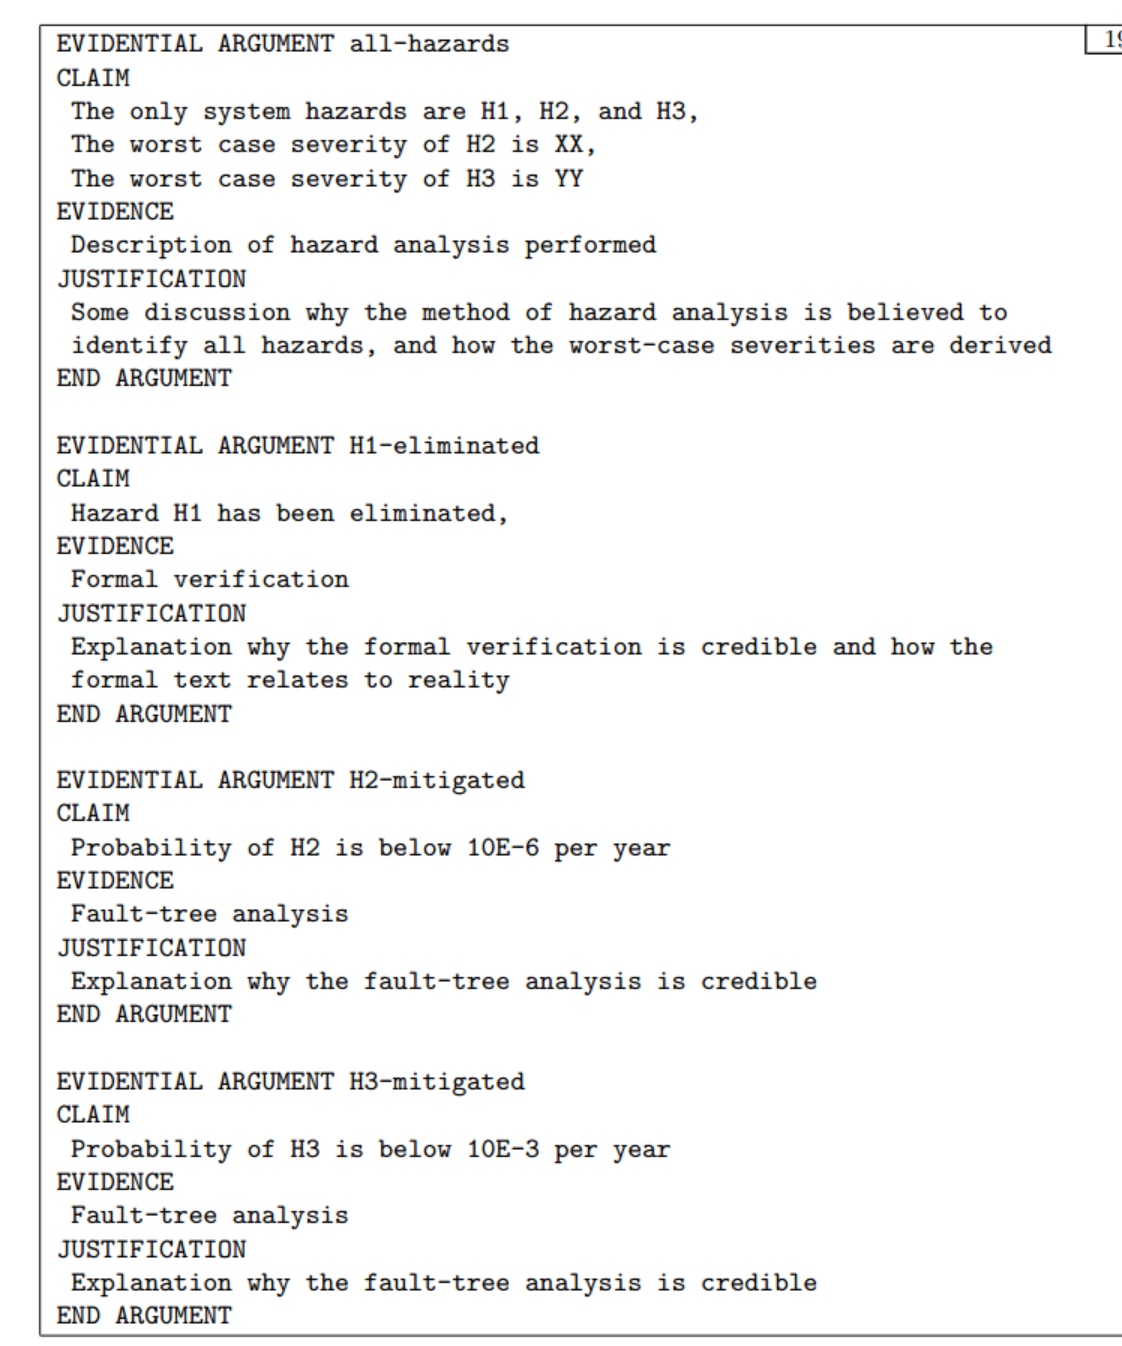 EVIDENTIAL ARGUMENT all-hazards
19
CLAIM
The only system hazards are H1, H2, and H3,
The worst case severity of H2 is XX,
The worst case severity of H3 is YY
EVIDENCE
Description of hazard analysis performed
JUSTIFICATION
Some discussion why the method of hazard analysis is believed to
identify all hazards, and how the worst-case severities are derived
END ARGUMENT
EVIDENTIAL ARGUMENT H1-eliminated
CLAIM
Hazard H1 has been eliminated,
EVIDENCE
Formal verification
JUSTIFICATION
Explanation why the formal verification is credible and how the
formal text relates to reality
END ARGUMENT
EVIDENTIAL ARGUMENT H2-mitigated
CLAIM
Probability of H2 is below 10E-6 per year
EVIDENCE
Fault-tree analysis
JUSTIFICATION
Explanation why the fault-tree analysis is credible
END ARGUMENT
EVIDENTIAL ARGUMENT H3-mitigated
CLAIM
Probability of H3 is below 10E-3 per year
EVIDENCE
Fault-tree analysis
JUSTIFICATION
Explanation why the fault-tree analysis is credible
END ARGUMENT